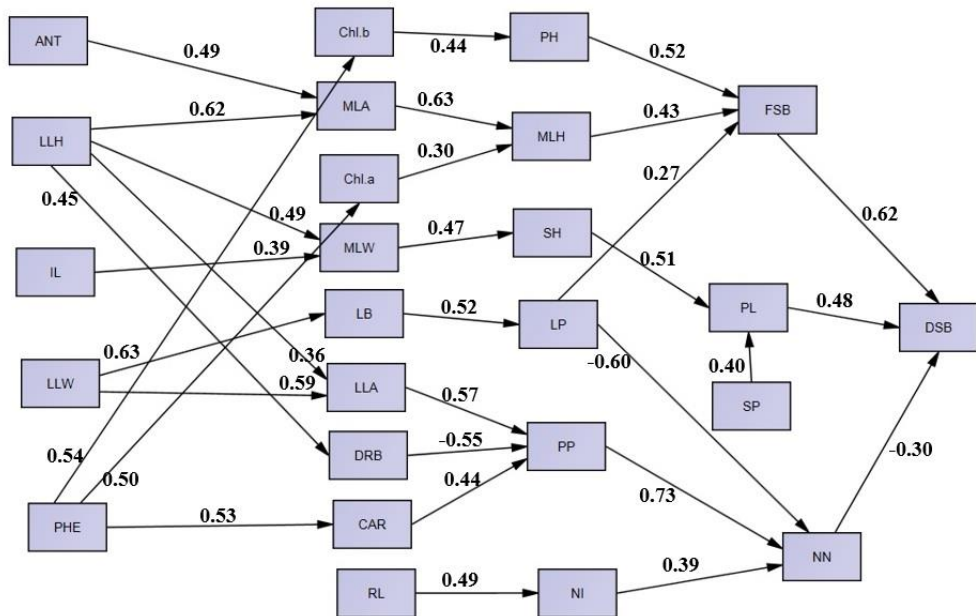 ANT
0.49
Chl.b
0.44
PH
0.52
FSB
LLH
0.62
MLA
0.63
MLH
0.43
0.45
Chl.a
0.30
0.27
0.49
IL
0.39
MLW
0.47
SH
0.51
0.62
LB
0.52
LP
PL
0.48
DSB
LLW
0.63
0.36
0.59
LLA
0.57
-0.60
0.40
SP
0.54
DRB
-0.55
PP
-0.30
0.50
0.44
0.73
PHE
0.53
CAR
NN
RL
0.49
NI
0.39